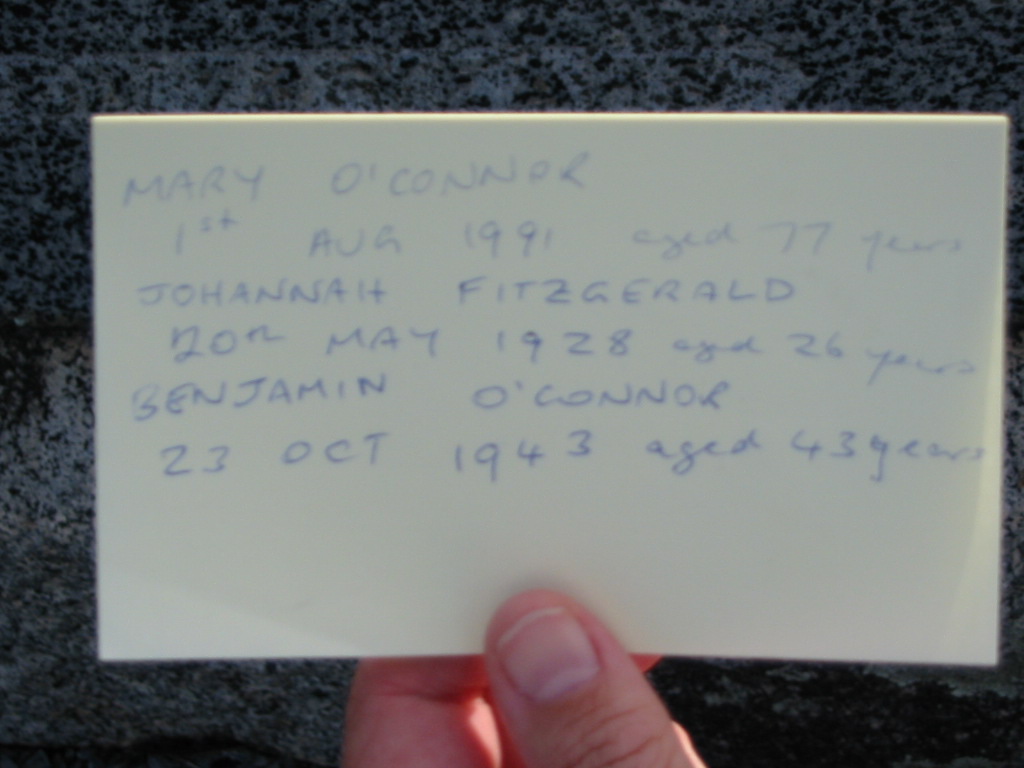 MARY O'CONNOR
1st AUG 1991 aged 77 years
JOHANNAH FITZGERALD
20th MAY 1928 aged 26 years
BENJAMIN O'CONNOR
23 OCT 1943 aged 43 years